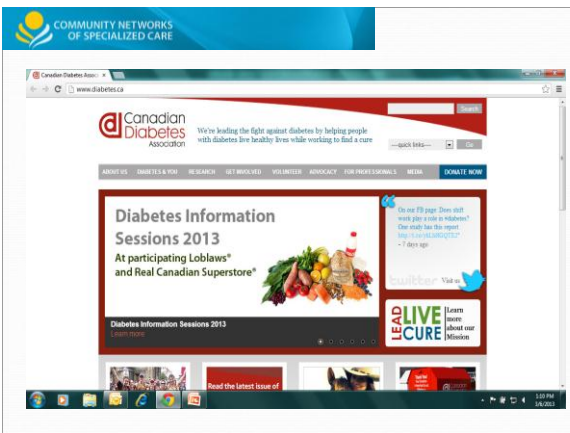 COMMUNITY NETWORKS
OF SPECIALIZED CARE
Canadian Diabetes Assoc
www.diabetes.ca
Canadian
Diabetes
Association
We're leading the fight against diabetes by helping people
with diabetes live healthy lives while working to find a cure
Search
---quick links---
Go
ABOUT US DIABETES & YOU RESEARCH GET INVOLVED VOLUNTEER ADVOCACY FOR PROFESSIONALS MEDIA DONATE NOW
Diabetes Information
Sessions 2013
At participating Loblaws®
and Real Canadian Superstore®
Diabetes Information Sessions 2013
Learn more
On our FB page: Does shift
work play a role in #diabetes?
One study has this report
~ 7 days ago
twitter Visit us
LEAD LIVE CURE
Learn
more
about our
Mission
Read the latest issue of
1:10 PM
3/6/2013